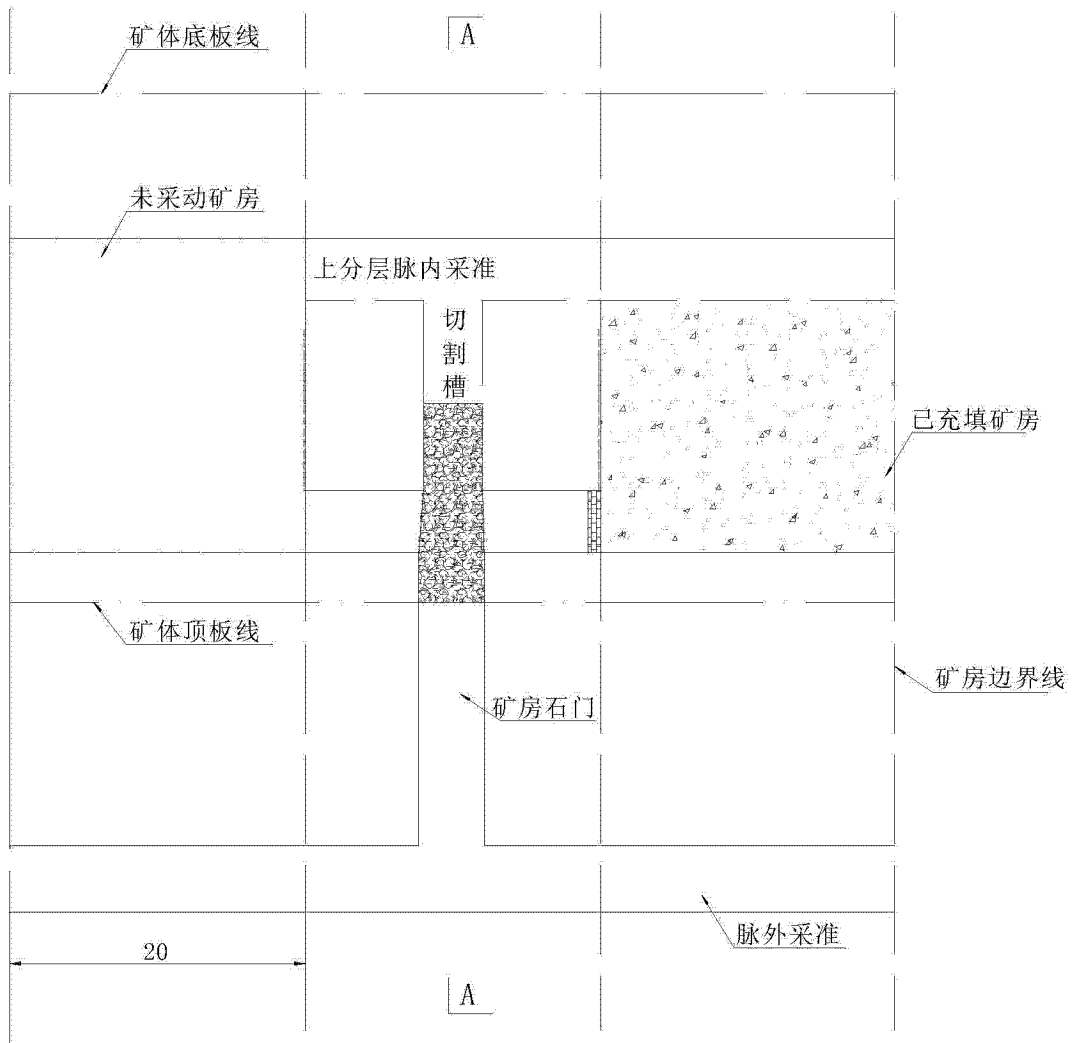 矿体底板线
A
未采动矿房
上分层脉内采准
切
割
槽
已充填矿房
矿体顶板线
矿房边界线
矿房石门
脉外采准
20
A